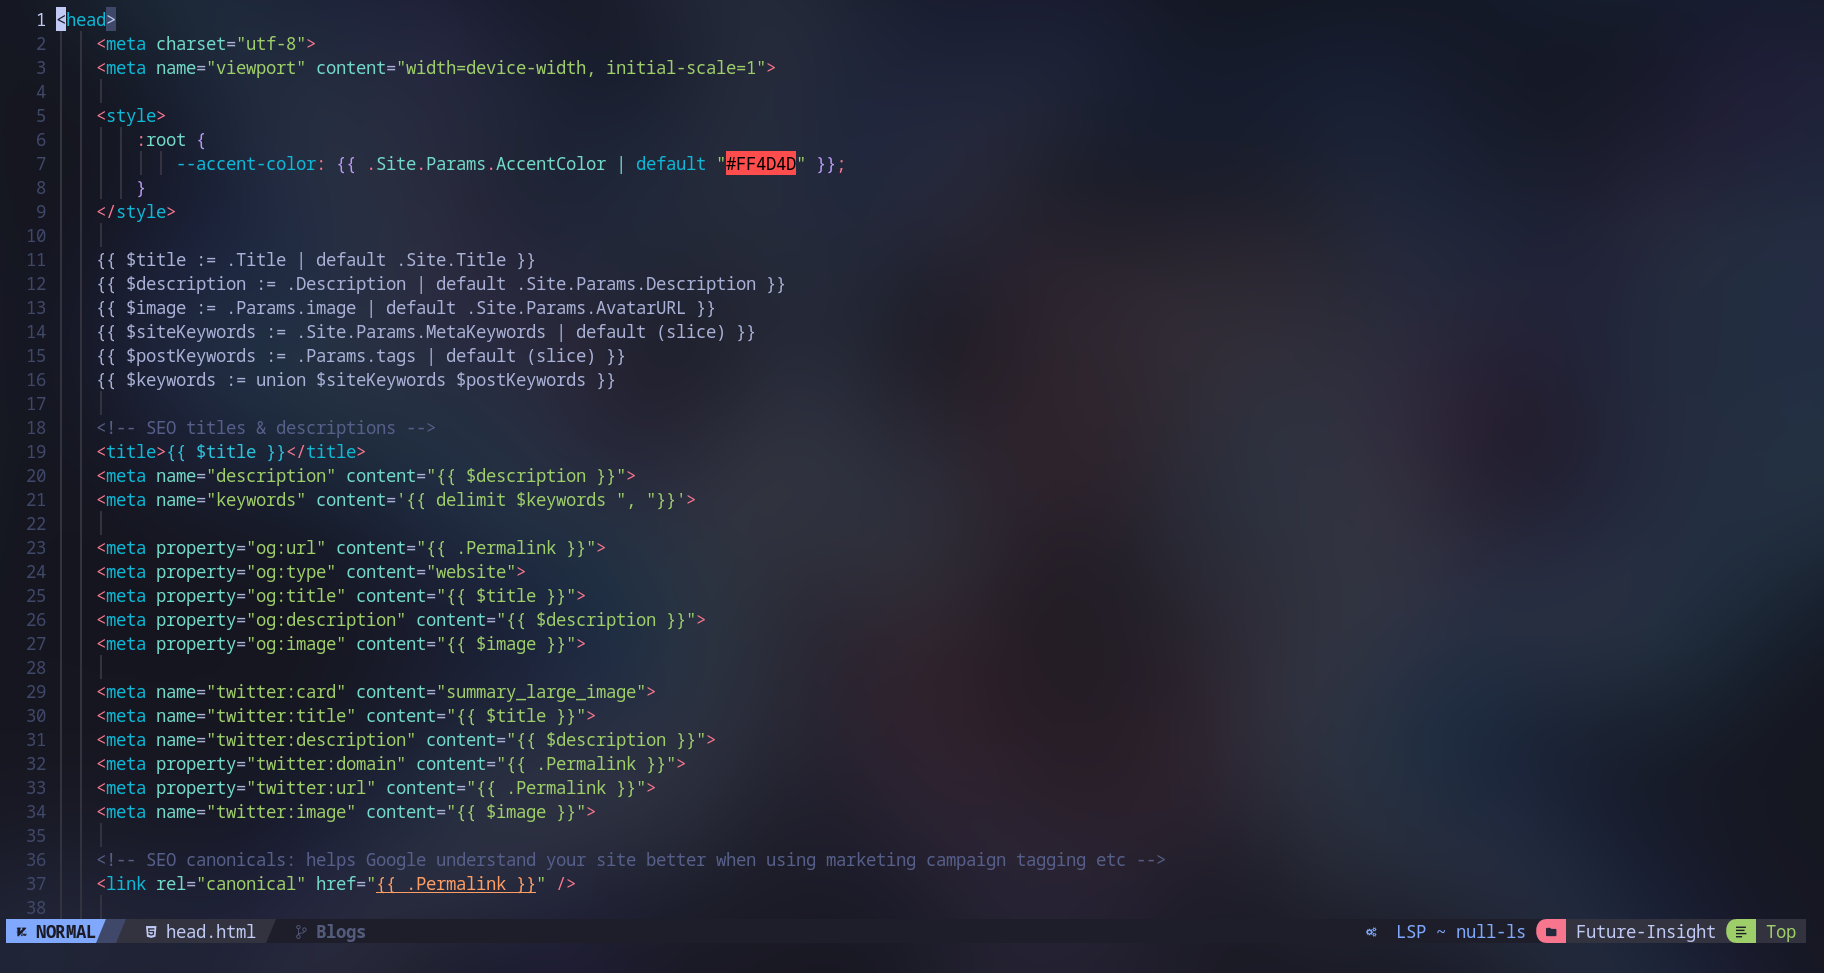 1 <head>
2 <meta charset="utf-8">
3 <meta name="viewport" content="width=device-width, initial-scale=1">
4
5 <style>
6 :root {
7 --accent-color: {{ .Site.Params.AccentColor | default "#FF4D4D" }};
8 }
9 </style>
10
11 {{ $title := .Title | default .Site.Title }}
12 {{ $description := .Description | default .Site.Params.Description }}
13 {{ $image := .Params.image | default .Site.Params.AvatarURL }}
14 {{ $siteKeywords := .Site.Params.MetaKeywords | default (slice) }}
15 {{ $postKeywords := .Params.tags | default (slice) }}
16 {{ $keywords := union $siteKeywords $postKeywords }}
17
18 <!-- SEO titles & descriptions -->
19 <title>{{ $title }}</title>
20 <meta name="description" content="{{ $description }}">
21 <meta name="keywords" content='{{ delimit $keywords ", "}}'>
22
23 <meta property="og:url" content="{{ .Permalink }}">
24 <meta property="og:type" content="website">
25 <meta property="og:title" content="{{ $title }}">
26 <meta property="og:description" content="{{ $description }}">
27 <meta property="og:image" content="{{ $image }}">
28
29 <meta name="twitter:card" content="summary_large_image">
30 <meta name="twitter:title" content="{{ $title }}">
31 <meta name="twitter:description" content="{{ $description }}">
32 <meta property="twitter:domain" content="{{ .Permalink }}">
33 <meta property="twitter:url" content="{{ .Permalink }}">
34 <meta name="twitter:image" content="{{ $image }}">
35
36 <!-- SEO canonicals: helps Google understand your site better when using marketing campaign tagging etc -->
37 <link rel="canonical" href="{{ .Permalink }}" />
38
NORMAL head.html Blogs LSP ~ null-ls Future-Insight Top